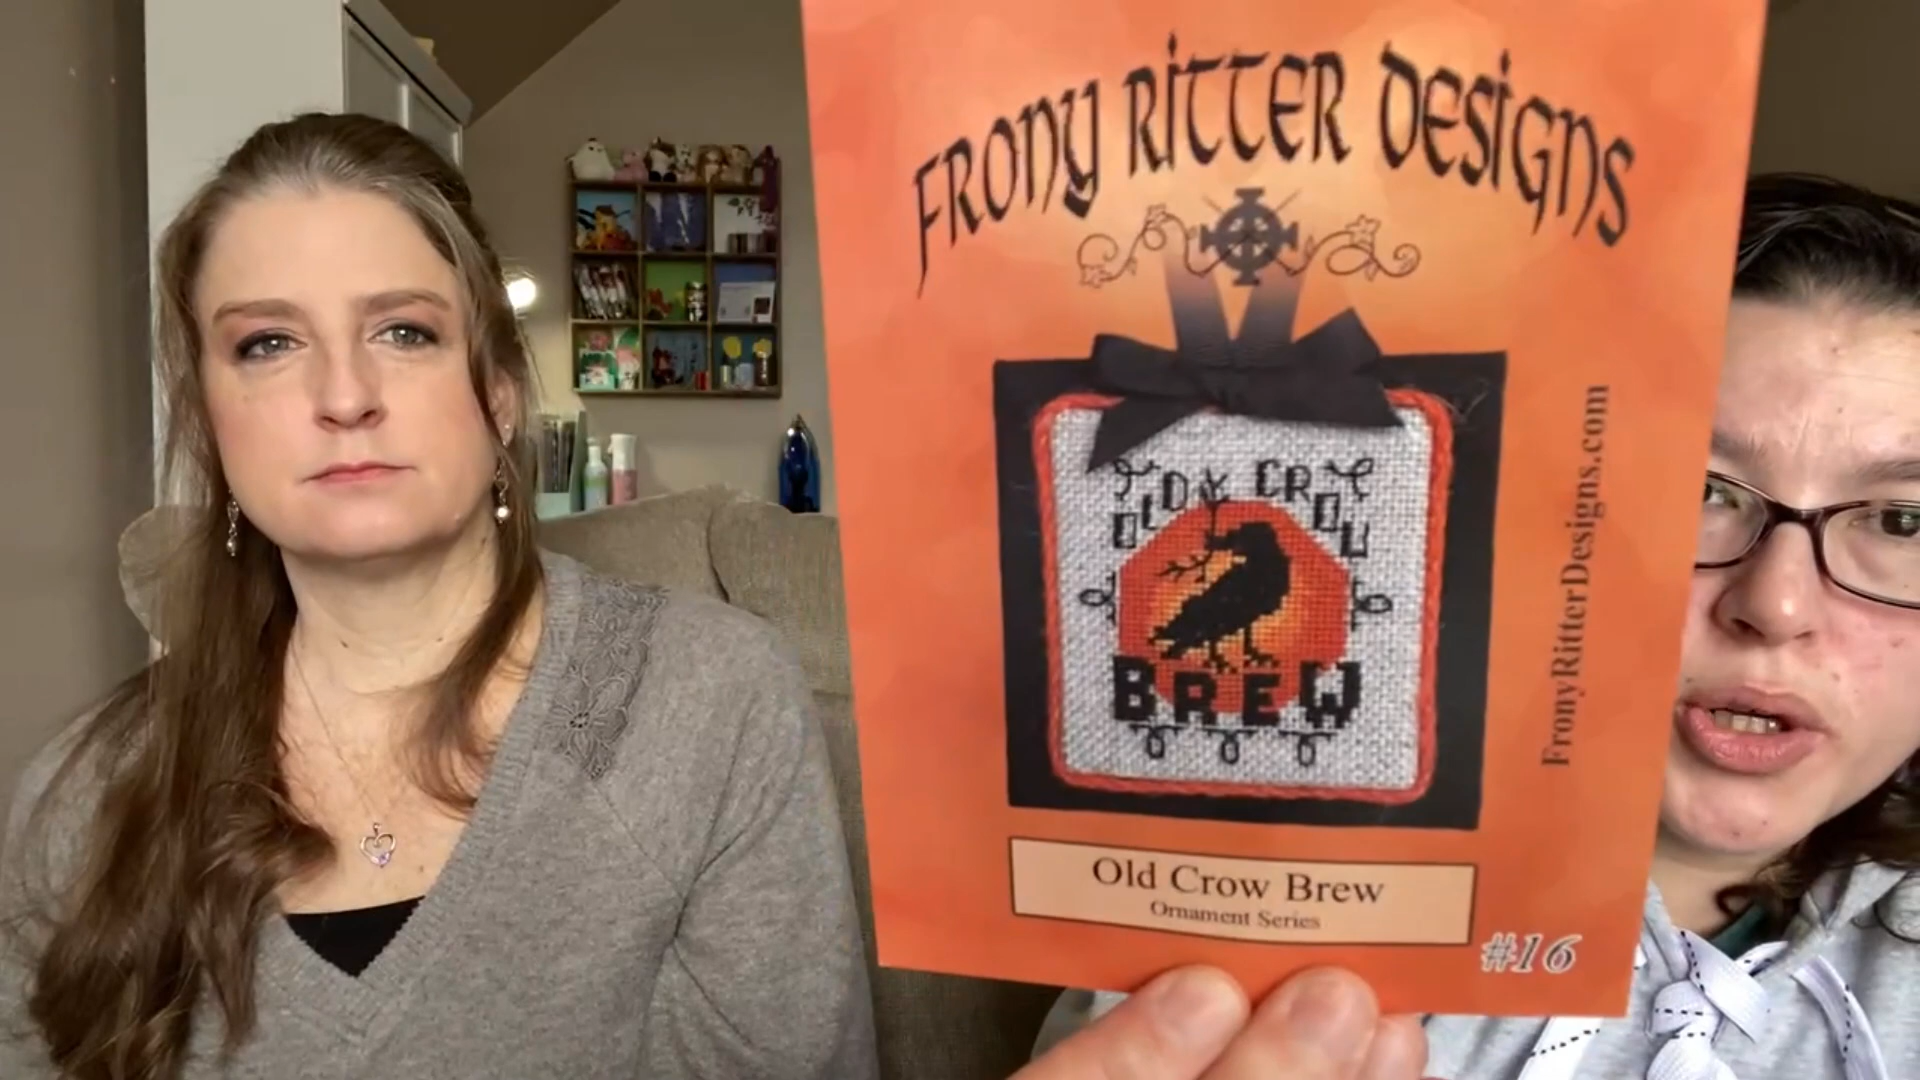 FRONY RITTER DESIGNS
OLD CROW
BREW
FronyRitterDesigns.com
Old Crow Brew
Ornament Series
#16